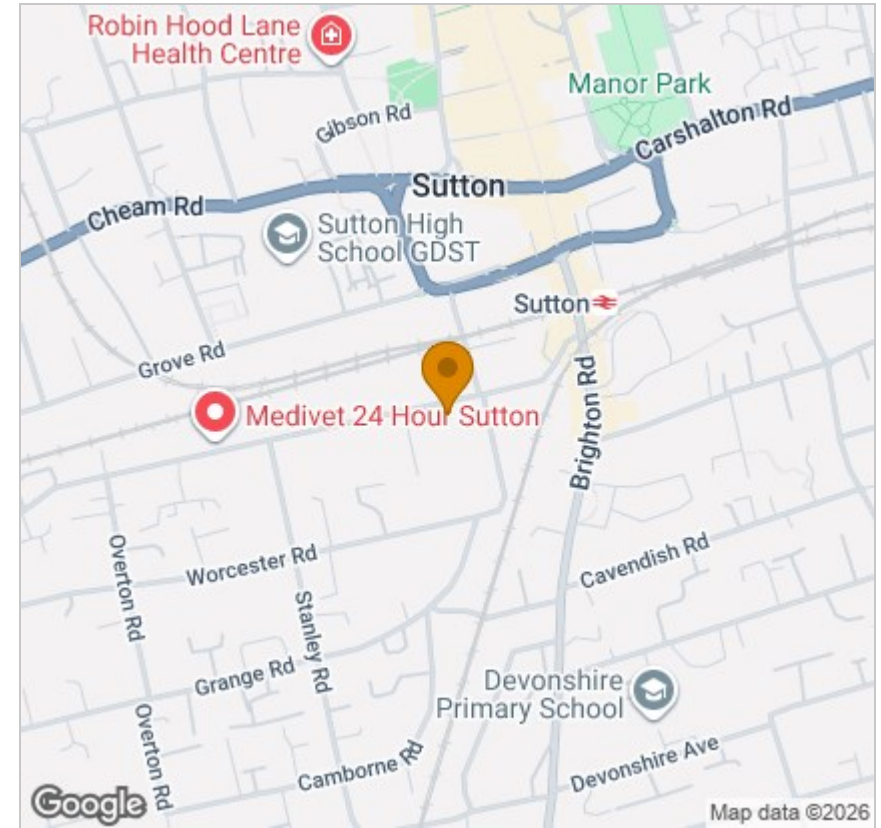 Robin Hood Lane
Health Centre
Manor Park
Gibson Rd
Carshalton Rd
Sutton
Cheam Rd
Sutton High
School GDST
Sutton
Grove Rd
Medivet 24 Hour Sutton
Brighton Rd
Worcester Rd
Cavendish Rd
Overton Rd
Stanley Rd
Grange Rd
Devonshire
Primary School
Overton Rd
Camborne Rd
Devonshire Ave
Google
Map data ©2026